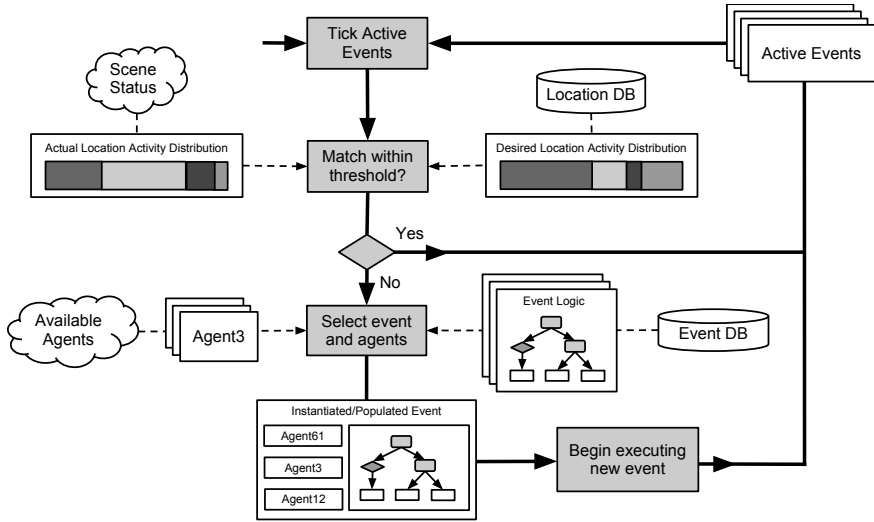 Tick Active
Events
Active Events
Scene
Status
Location DB
Actual Location Activity Distribution
Match within
threshold?
Desired Location Activity Distribution
Yes
No
Available
Agents
Agent3
Select event
and agents
Event Logic
Event DB
Instantiated/Populated Event
Agent61
Agent3
Agent12
Begin executing
new event